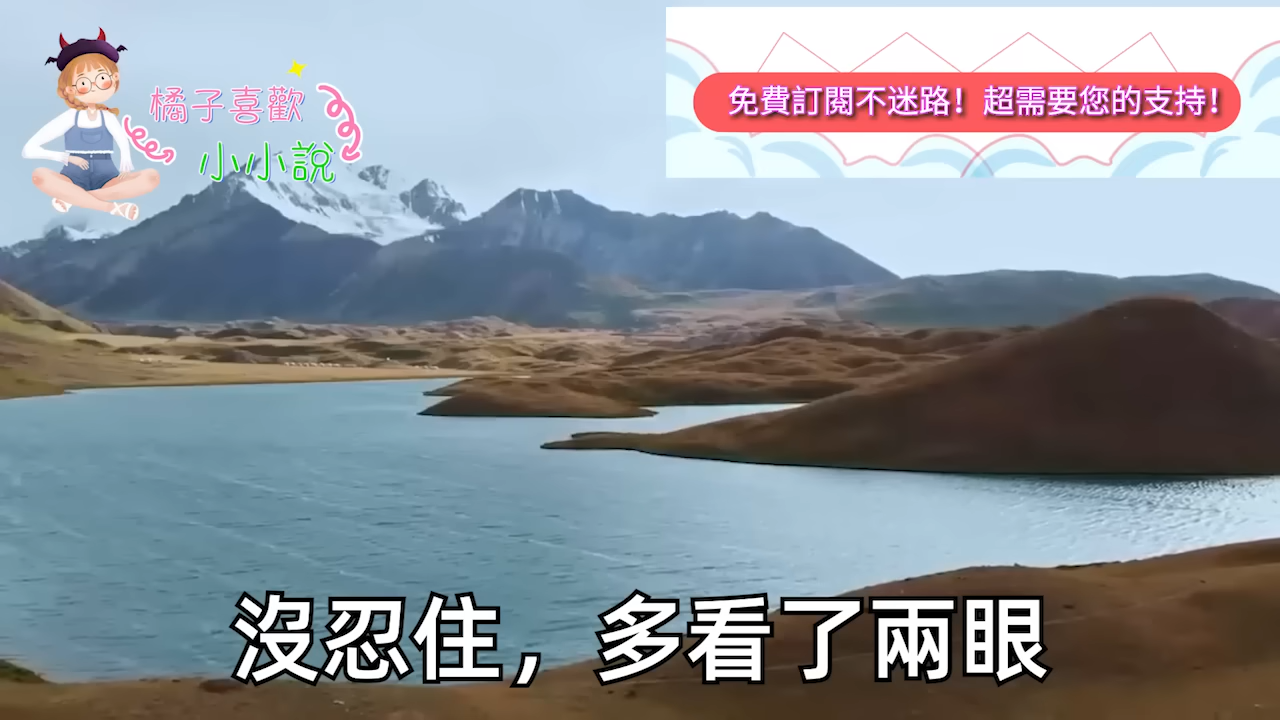 橘子喜歡
小小說
免費訂閱不迷路！超需要您的支持！
沒忍住，多看了兩眼